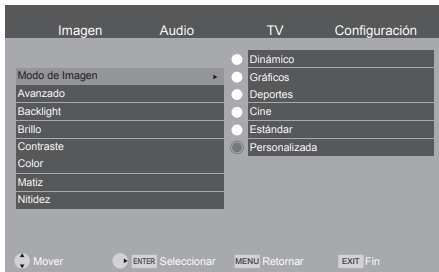 Imagen Audio TV Configuración
Modo de Imagen
Avanzado
Backlight
Brillo
Contraste
Color
Matiz
Nitidez
Dinámico
Gráficos
Deportes
Cine
Estándar
Personalizada
Mover ENTER Seleccionar MENU Retornar EXIT Fin